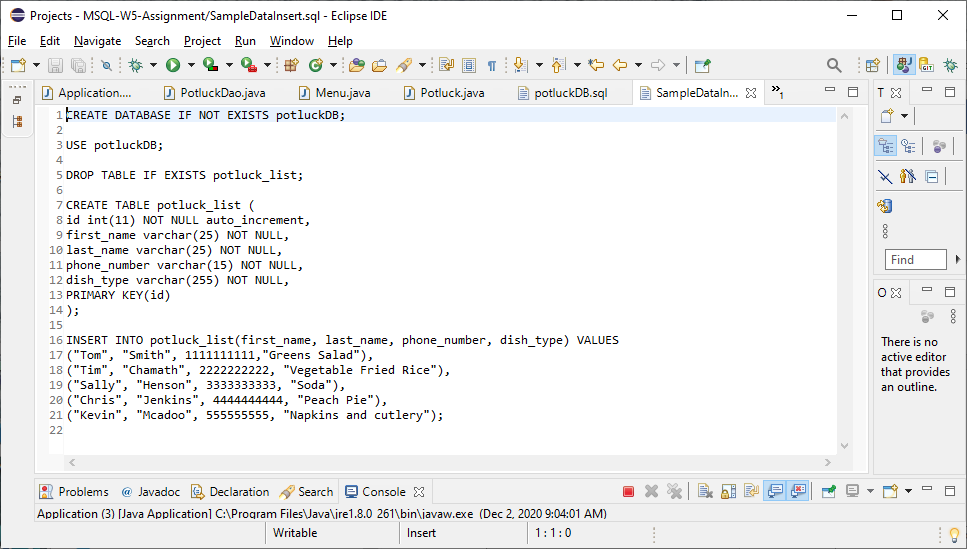 Projects - MSQL-W5-Assignment/SampleDataInsert.sql - Eclipse IDE
File Edit Navigate Search Project Run Window Help
Application.... PotluckDao.java Menu.java Potluck.java potluckDB.sql SampleDataIn... »1 T
1 CREATE DATABASE IF NOT EXISTS potluckDB;
2
3 USE potluckDB;
4
5 DROP TABLE IF EXISTS potluck_list;
6
7 CREATE TABLE potluck_list (
8 id int(11) NOT NULL auto_increment,
9 first_name varchar(25) NOT NULL,
10 last_name varchar(25) NOT NULL,
11 phone_number varchar(15) NOT NULL,
12 dish_type varchar(255) NOT NULL,
13 PRIMARY KEY(id)
14 );
15
16 INSERT INTO potluck_list(first_name, last_name, phone_number, dish_type) VALUES
17 ("Tom", "Smith", 1111111111,"Greens Salad"),
18 ("Tim", "Chamath", 2222222222, "Vegetable Fried Rice"),
19 ("Sally", "Henson", 3333333333, "Soda"),
20 ("Chris", "Jenkins", 4444444444, "Peach Pie"),
21 ("Kevin", "Mcadoo", 555555555, "Napkins and cutlery");
22
Find
O
There is no
active editor
that provides
an outline.
Problems @ Javadoc Declaration Search Console
Application (3) [Java Application] C:\Program Files\Java\jre1.8.0_261\bin\javaw.exe (Dec 2, 2020 9:04:01 AM)
Writable Insert 1 : 1 : 0